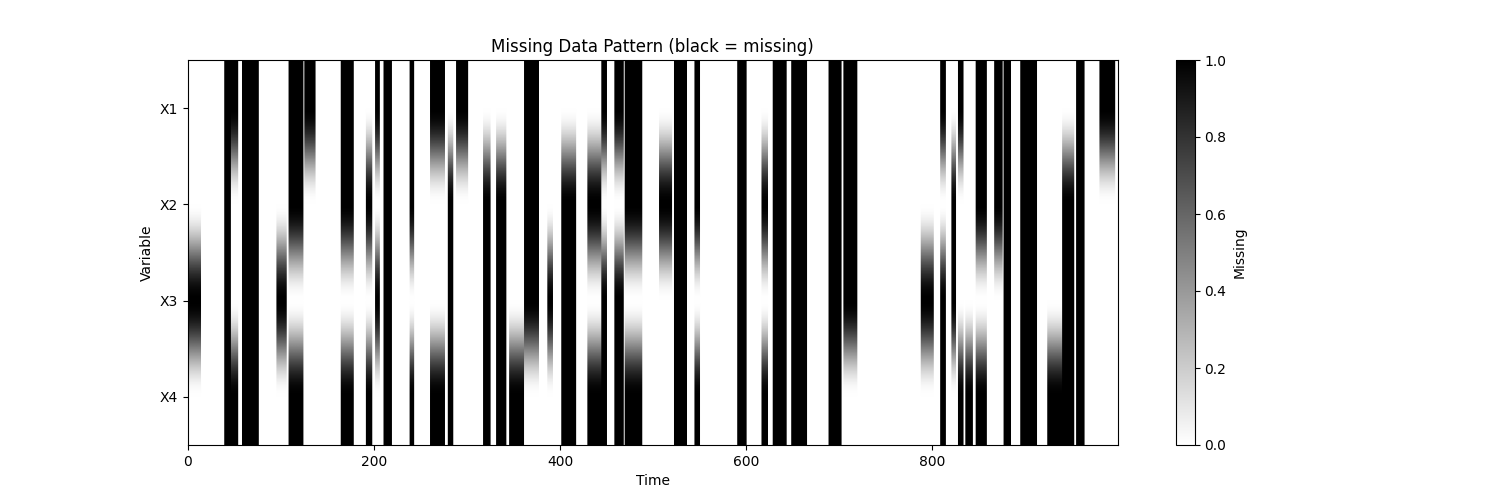 Missing Data Pattern (black = missing)
X1
X2
X3
X4
Variable
0 200 400 600 800
Time
1.0
0.8
0.6
0.4
0.2
0.0
Missing